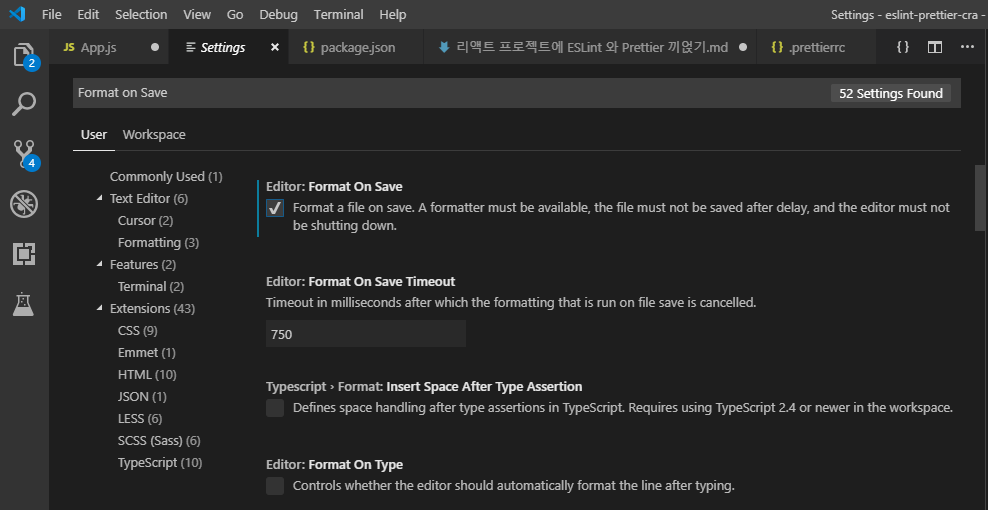 File Edit Selection View Go Debug Terminal Help Settings - eslint-prettier-cra -
JS App.js Settings {} package.json 리액트 프로젝트에 ESLint 와 Prettier 끼얹기.md {} .prettierrc {}
2
Format on Save 52 Settings Found
User Workspace
4
Commonly Used (1)
Text Editor (6)
Cursor (2)
Formatting (3)
Features (2)
Terminal (2)
Extensions (43)
CSS (9)
Emmet (1)
HTML (10)
JSON (1)
LESS (6)
SCSS (Sass) (6)
TypeScript (10)
Editor: Format On Save
Format a file on save. A formatter must be available, the file must not be saved after delay, and the editor must not
be shutting down.
Editor: Format On Save Timeout
Timeout in milliseconds after which the formatting that is run on file save is cancelled.
750
Typescript › Format: Insert Space After Type Assertion
Defines space handling after type assertions in TypeScript. Requires using TypeScript 2.4 or newer in the workspace.
Editor: Format On Type
Controls whether the editor should automatically format the line after typing.